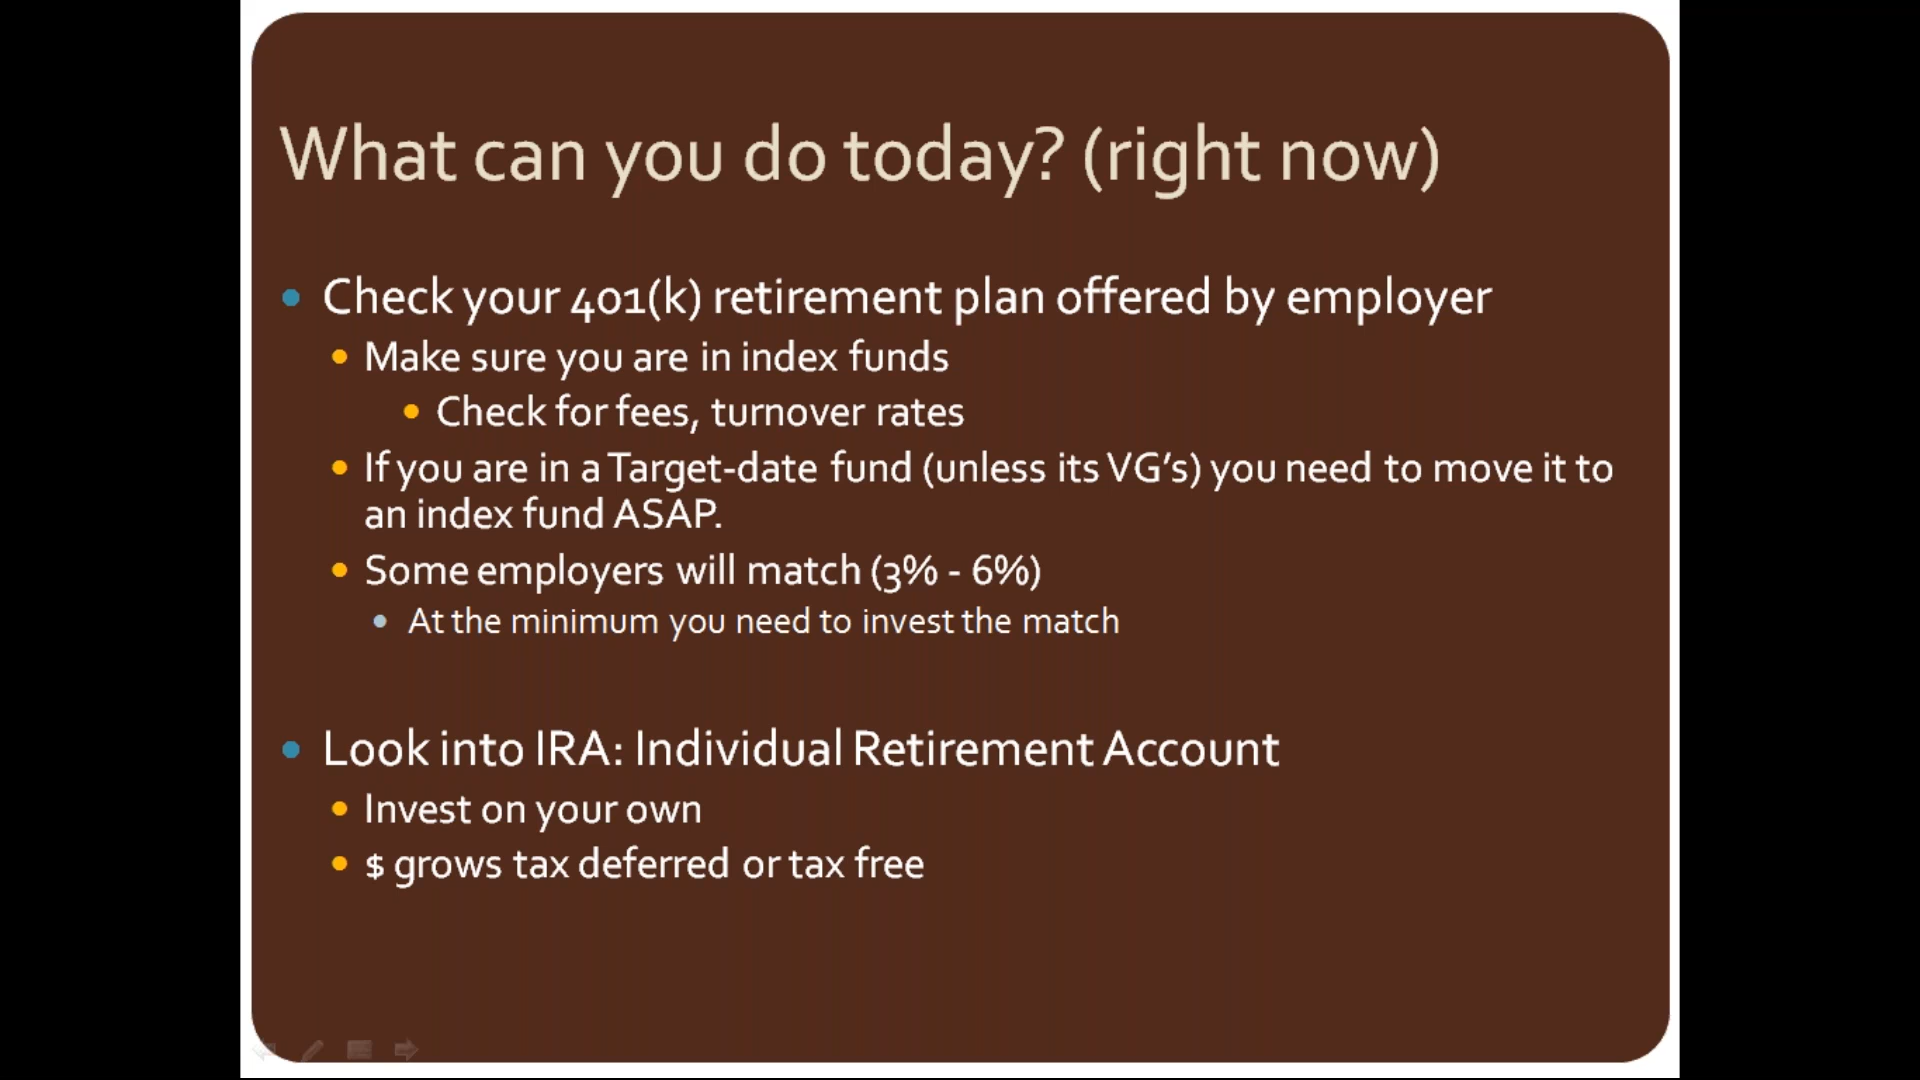 What can you do today? (right now)
Check your 401(k) retirement plan offered by employer
Make sure you are in index funds
Check for fees, turnover rates
If you are in a Target-date fund (unless its VG's) you need to move it to
an index fund ASAP.
Some employers will match (3% - 6%)
At the minimum you need to invest the match
Look into IRA: Individual Retirement Account
Invest on your own
$ grows tax deferred or tax free